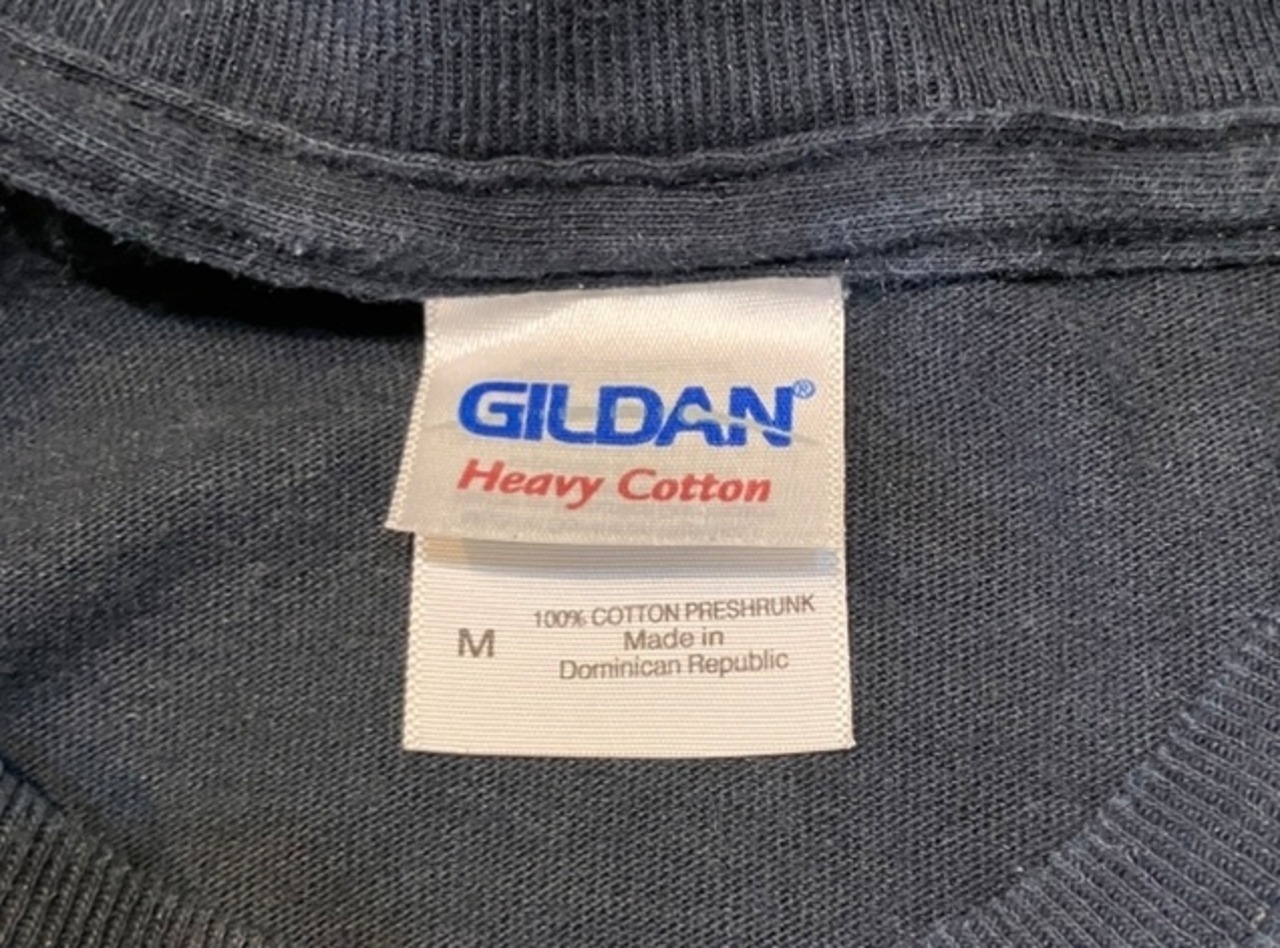 GILDAN®
Heavy Cotton
100% COTTON PRESHRUNK
M
Made in
Dominican Republic